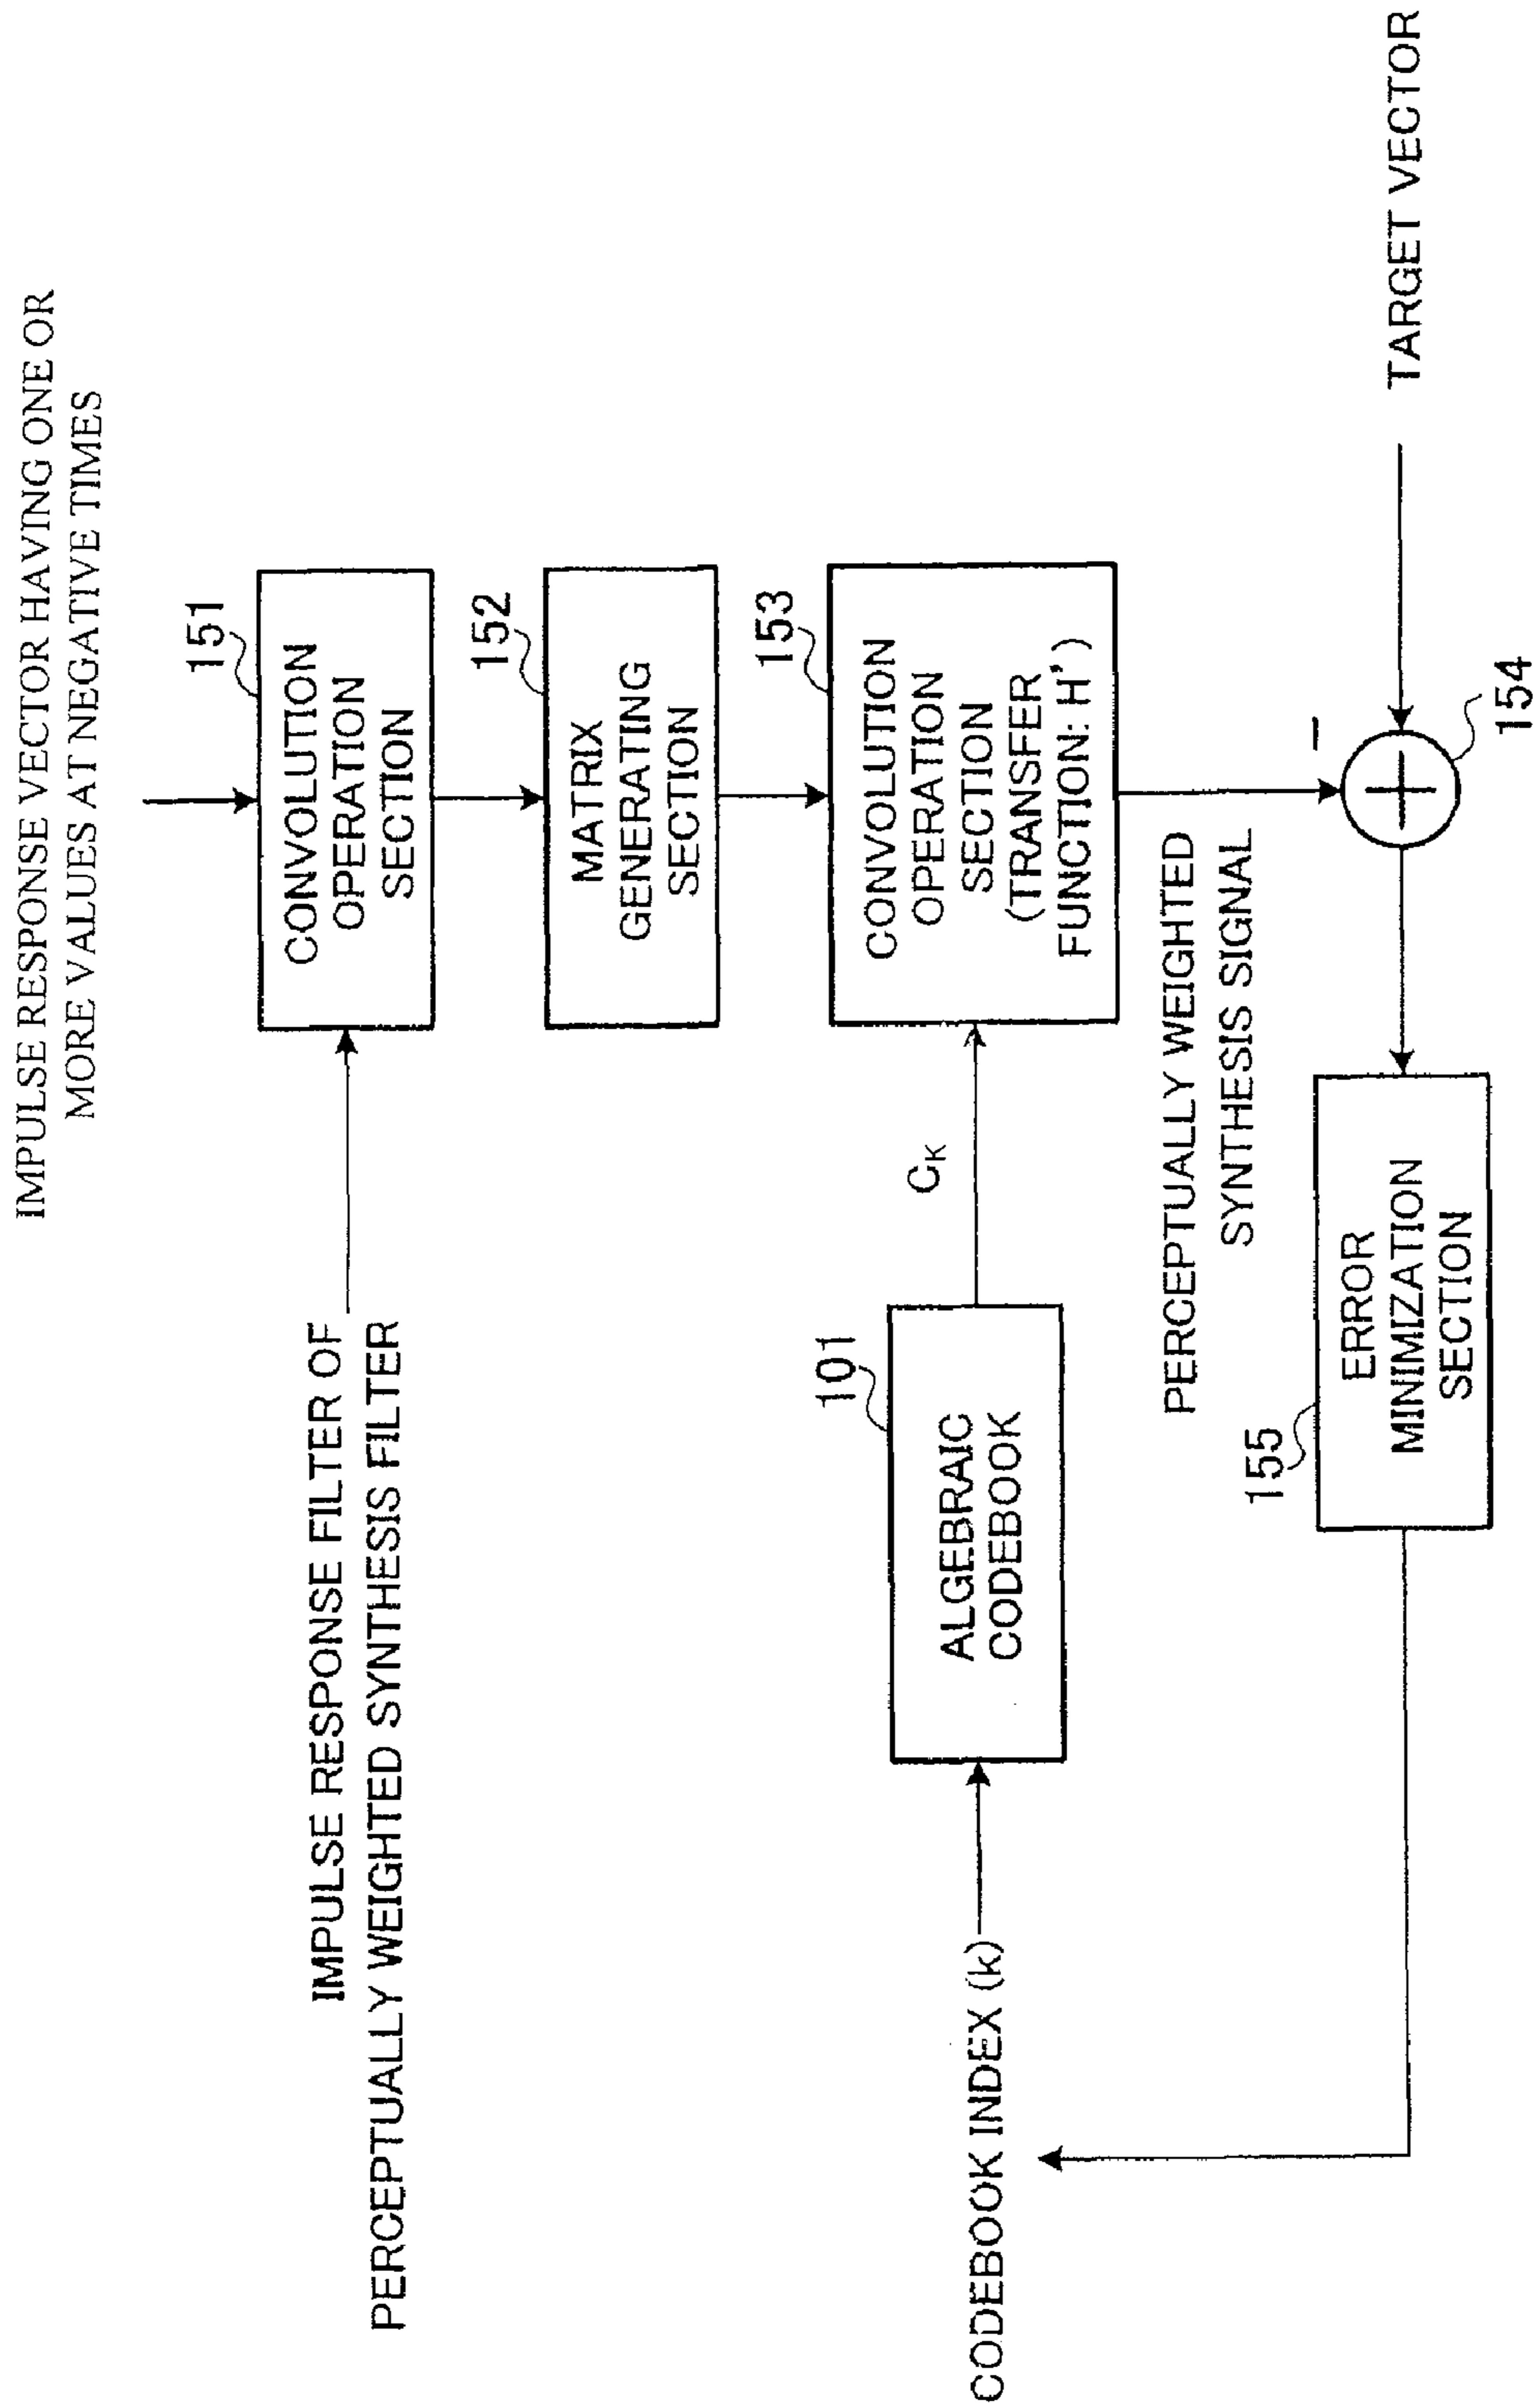 IMPULSE RESPONSE VECTOR HAVING ONE OR
MORE VALUES AT NEGATIVE TIMES
151
CONVOLUTION
OPERATION
SECTION
IMPULSE RESPONSE FILTER OF
PERCEPTUALLY WEIGHTED SYNTHESIS FILTER
152
MATRIX
GENERATING
SECTION
153
CONVOLUTION
OPERATION
SECTION
(TRANSFER
FUNCTION: H')
101
ALGEBRAIC
CODEBOOK
CK
CODEBOOK INDEX (k)
PERCEPTUALLY WEIGHTED
SYNTHESIS SIGNAL
−
+
154
TARGET VECTOR
155
ERROR
MINIMIZATION
SECTION